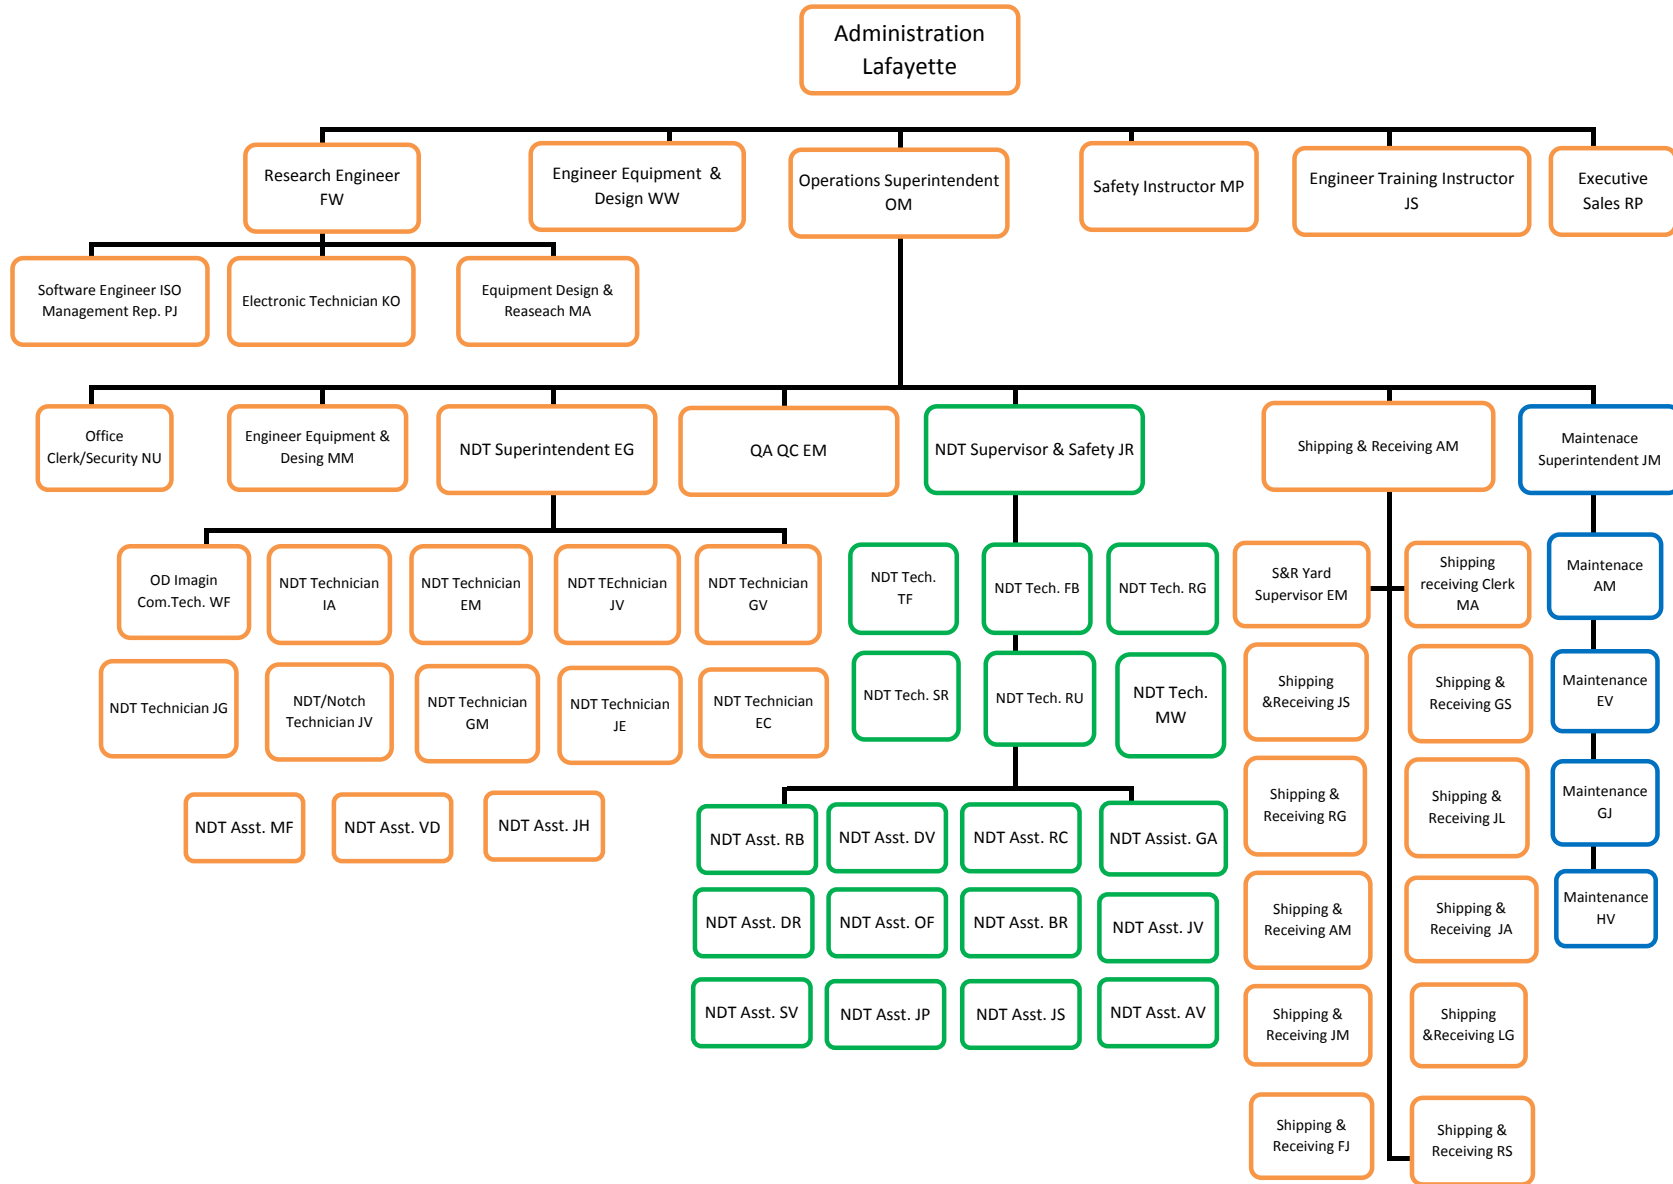 Administration
Lafayette
Research Engineer
FW
Engineer Equipment &
Design WW
Operations Superintendent
OM
Safety Instructor MP
Engineer Training Instructor
JS
Executive
Sales RP
Software Engineer ISO
Management Rep. PJ
Electronic Technician KO
Equipment Design &
Reaseach MA
Office
Clerk/Security NU
Engineer Equipment &
Desing MM
NDT Superintendent EG
QA QC EM
NDT Supervisor & Safety JR
Shipping & Receiving AM
Maintenace
Superintendent JM
OD Imagin
Com.Tech. WF
NDT Technician
IA
NDT Technician
EM
NDT TEchnician
JV
NDT Technician
GV
NDT Tech.
TF
NDT Tech. FB
NDT Tech. RG
S&R Yard
Supervisor EM
Shipping
receiving Clerk
MA
Maintenace
AM
NDT Technician JG
NDT/Notch
Technician JV
NDT Technician
GM
NDT Technician
JE
NDT Technician
EC
NDT Tech. SR
NDT Tech. RU
NDT Tech.
MW
Shipping
&Receiving JS
Shipping &
Receiving GS
Maintenance
EV
NDT Asst. MF
NDT Asst. VD
NDT Asst. JH
NDT Asst. RB
NDT Asst. DV
NDT Asst. RC
NDT Assist. GA
Shipping &
Receiving RG
Shipping &
Receiving JL
Maintenance
GJ
NDT Asst. DR
NDT Asst. OF
NDT Asst. BR
NDT Asst. JV
Shipping &
Receiving AM
Shipping &
Receiving JA
Maintenance
HV
NDT Asst. SV
NDT Asst. JP
NDT Asst. JS
NDT Asst. AV
Shipping &
Receiving JM
Shipping
&Receiving LG
Shipping &
Receiving FJ
Shipping &
Receiving RS